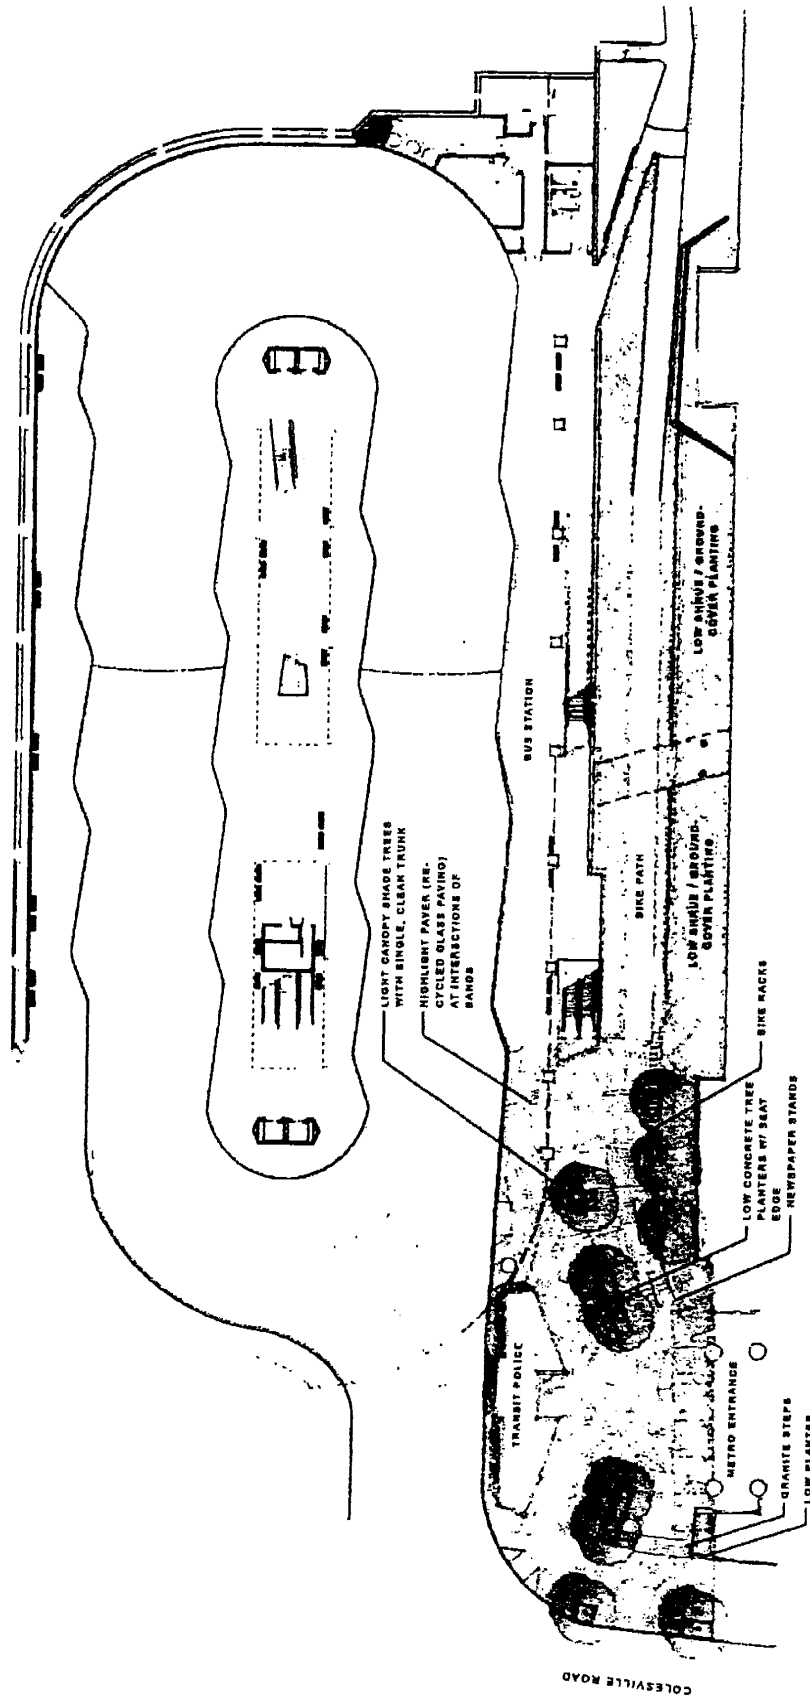 LIGHT CANOPY SHADE TREES
WITH SINGLE, CLEAN TRUNK
HIGHLIGHT PAVER (RE-
CYCLED GLASS PAVING)
AT INTERSECTIONS OF
BANDS
BUS STATION
BIKE PATH
LOW SHRUB / GROUND-
COVER PLANTING
LOW SHRUB / GROUND-
COVER PLANTING
BIKE RACKS
LOW CONCRETE TREE
PLANTERS W/ SEAT
EDGE
NEWSPAPER STANDS
TRANSIT POLICE
METRO ENTRANCE
GRANITE STEPS
LOW PLANTER
COLESVILLE ROAD